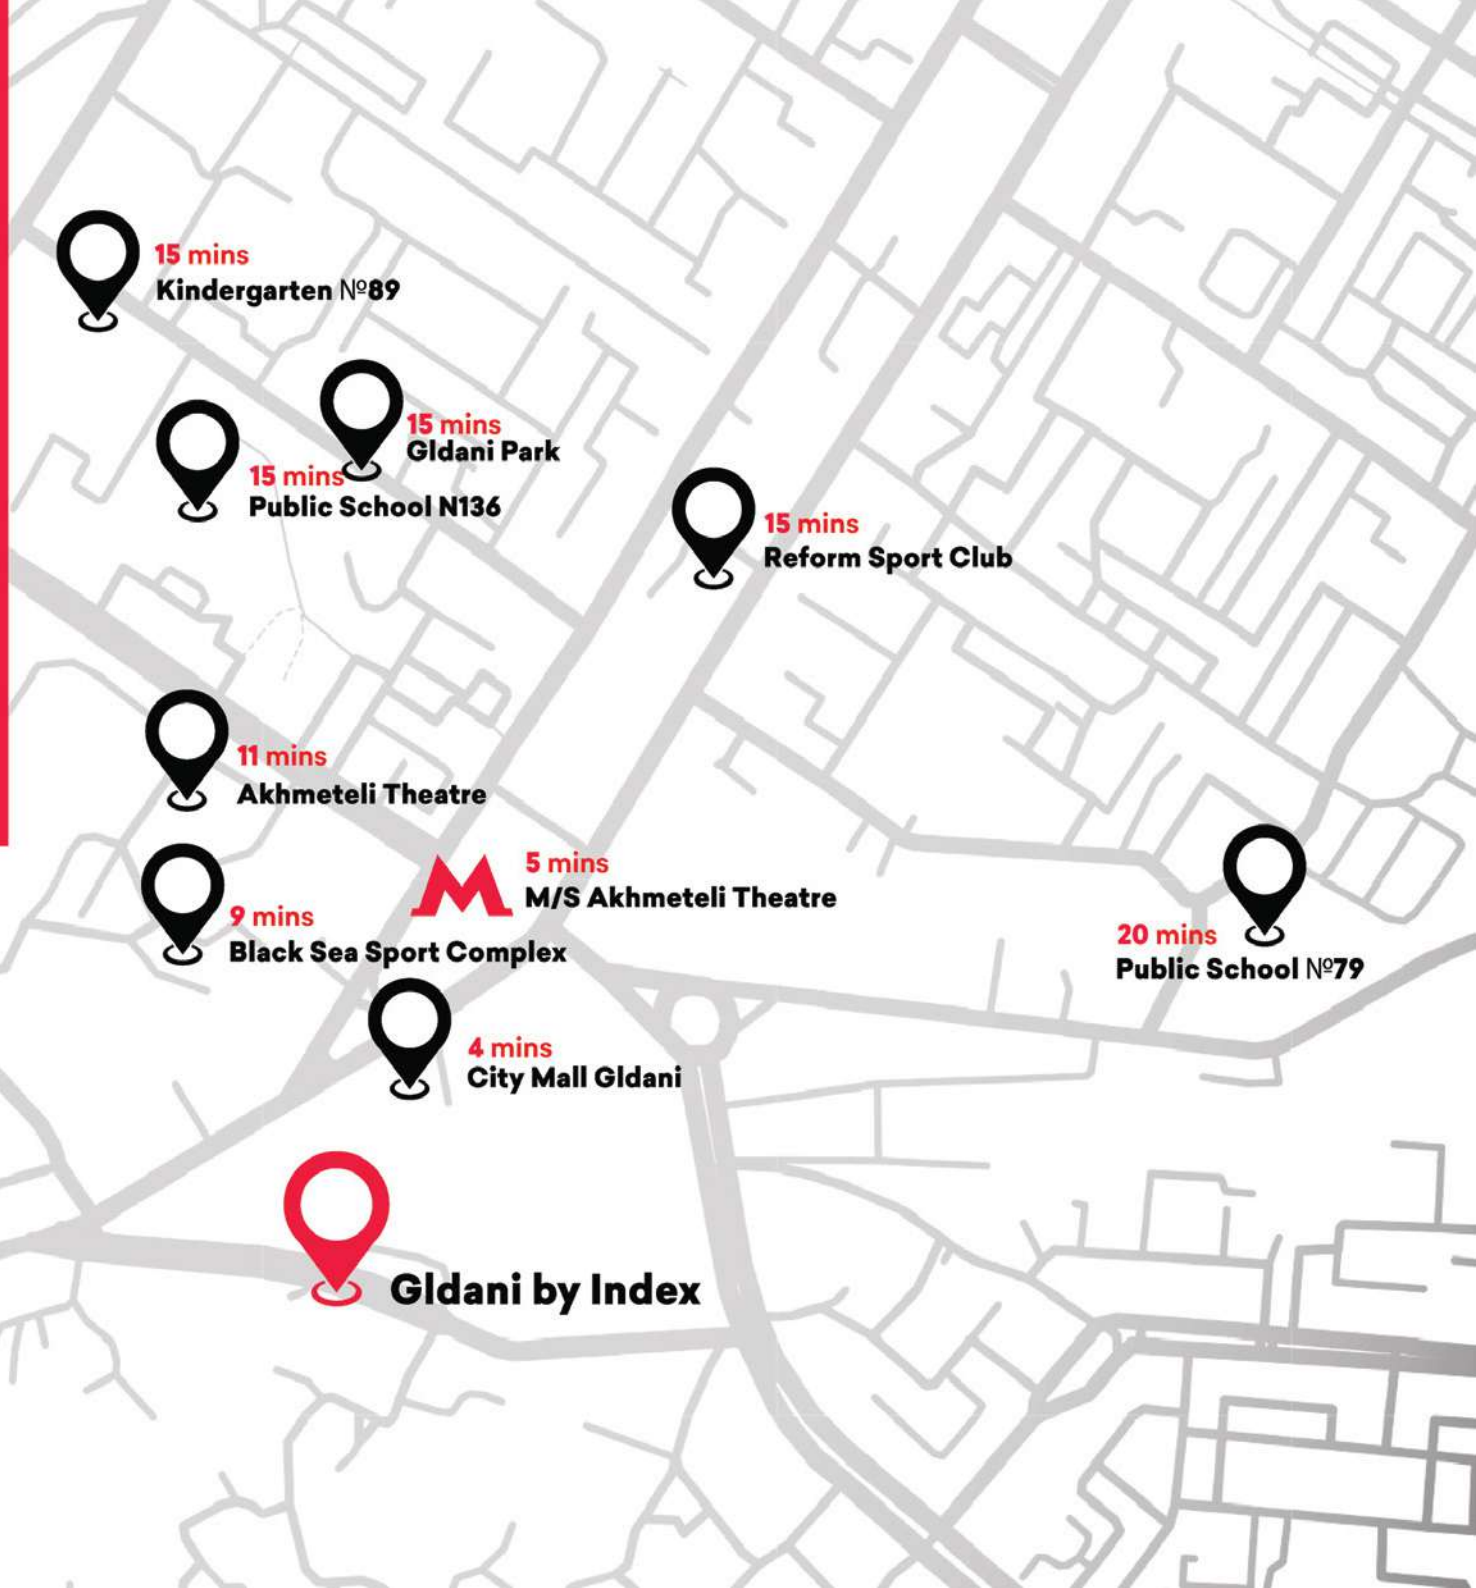 15 mins
Kindergarten №89
15 mins
Gldani Park
15 mins
Public School N136
15 mins
Reform Sport Club
11 mins
Akhmeteli Theatre
5 mins
M/S Akhmeteli Theatre
9 mins
Black Sea Sport Complex
20 mins
Public School №79
4 mins
City Mall Gldani
Gldani by Index